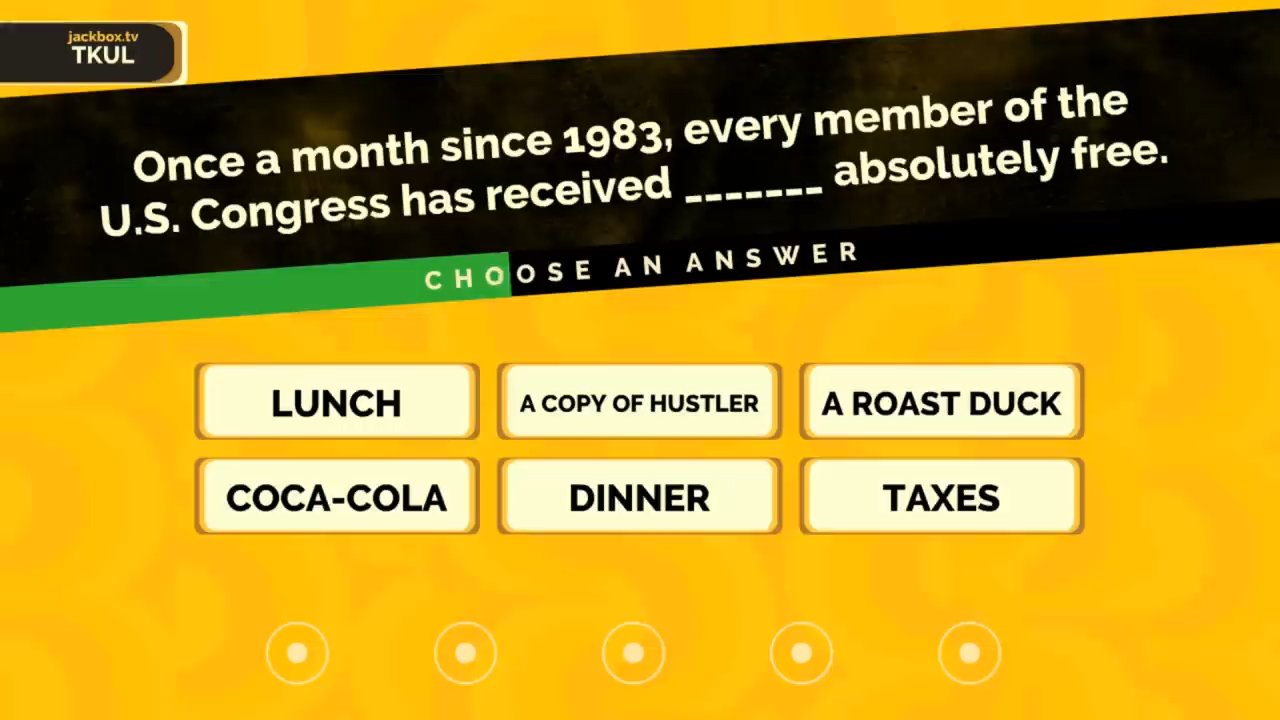 jackbox.tv
TKUL
Once a month since 1983, every member of the
U.S. Congress has received _______ absolutely free.
CHOOSE AN ANSWER
LUNCH
A COPY OF HUSTLER
A ROAST DUCK
COCA-COLA
DINNER
TAXES